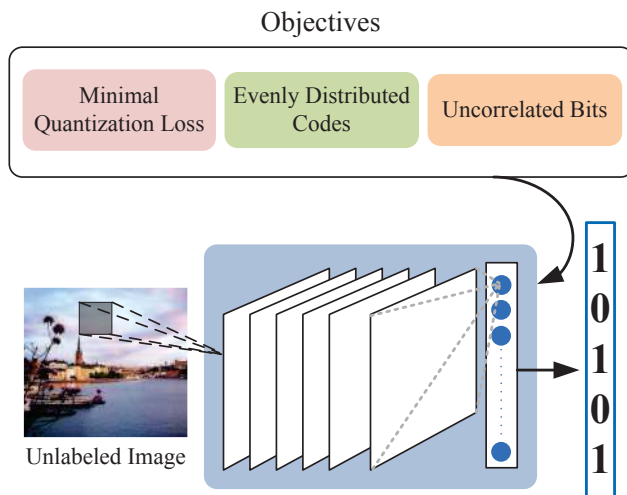 Objectives
Minimal
Quantization Loss
Evenly Distributed
Codes
Uncorrelated Bits
1
0
1
0
1
Unlabeled Image